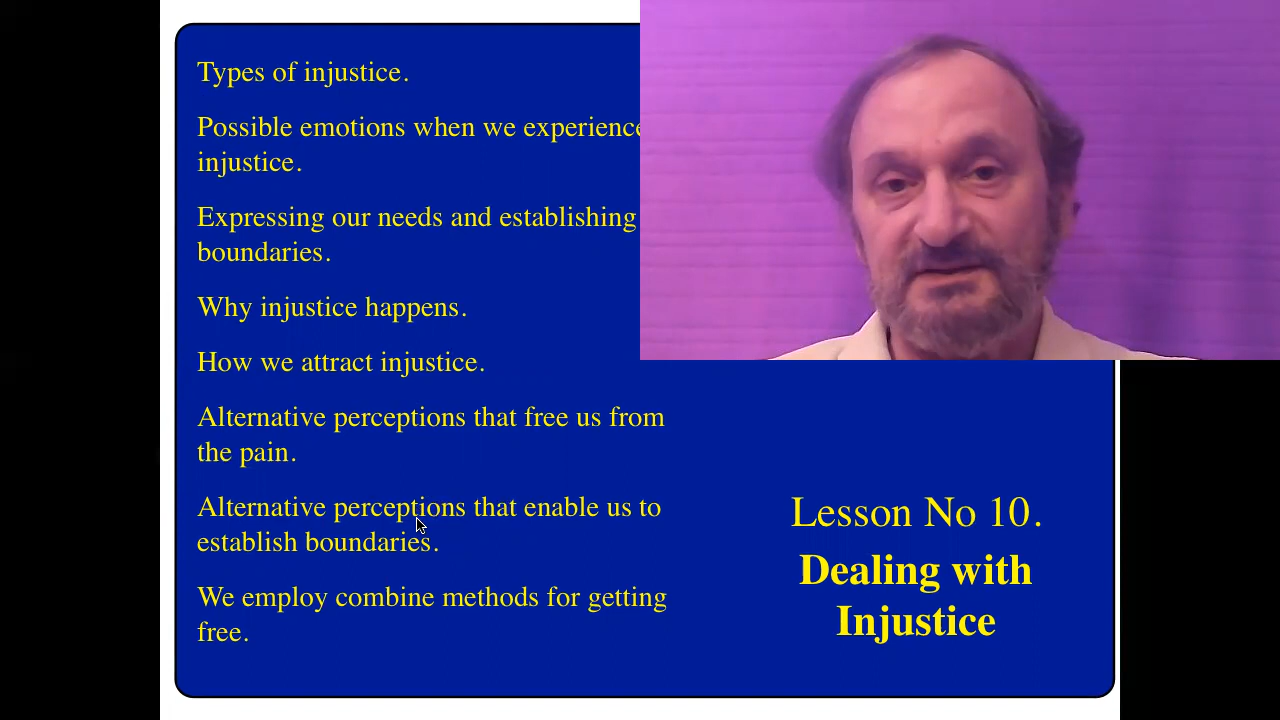 Types of injustice.
Possible emotions when we experience
injustice.
Expressing our needs and establishing
boundaries.
Why injustice happens.
How we attract injustice.
Alternative perceptions that free us from
the pain.
Alternative perceptions that enable us to
establish boundaries.
We employ combine methods for getting
free.
Lesson No 10.
Dealing with
Injustice